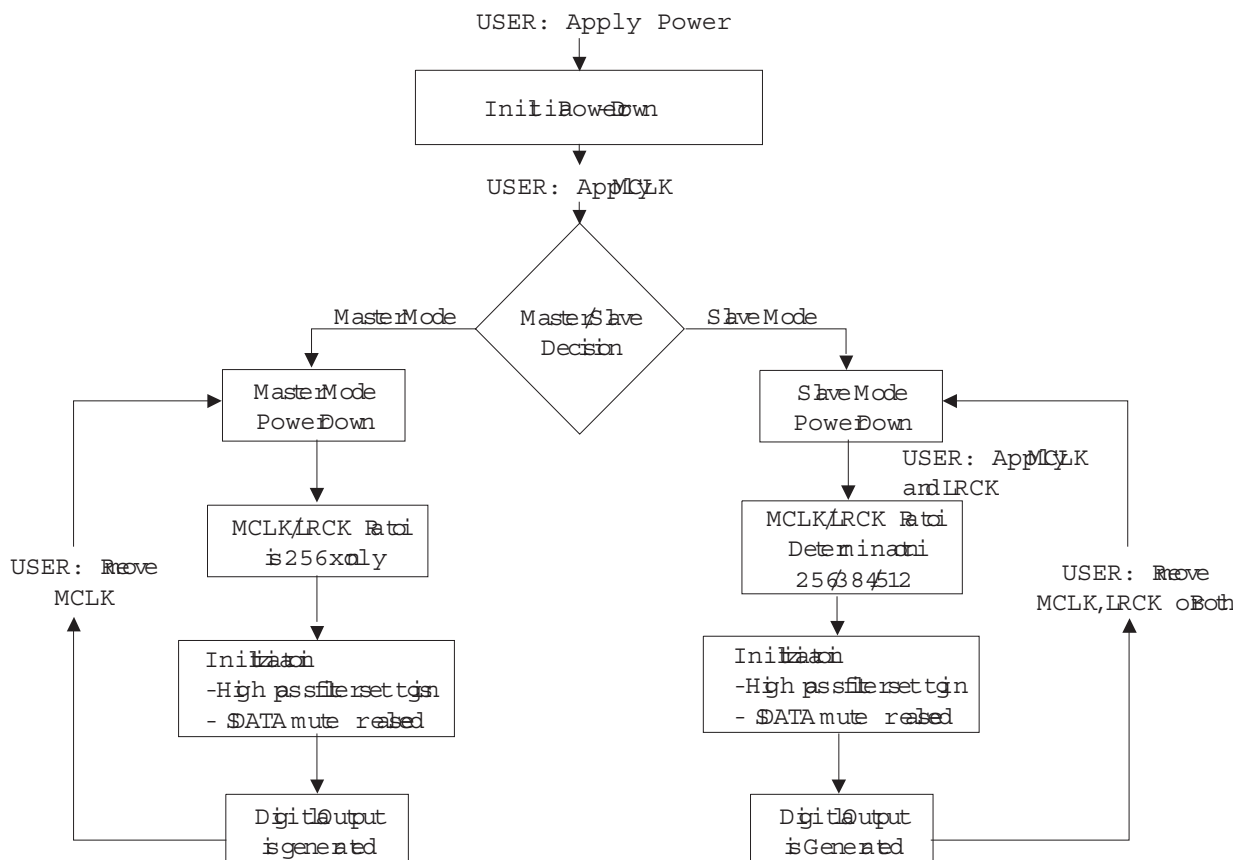 USER: Apply Power
Initial Power-Down
USER: Apply MCLK
Master/Slave
Decision
Master Mode
Slave Mode
Master Mode
Power Down
MCLK/LRCK Ratio
is 256x only
Initialization
-High pass filter settings
- SDATA mute released
Digital Output
is generated
USER: Remove
MCLK
Slave Mode
Power Down
USER: Apply MCLK
and LRCK
MCLK/LRCK Ratio
Determination
256/384/512
Initialization
-High pass filter setting
- SDATA mute released
Digital Output
is Generated
USER: Remove
MCLK, LRCK or Both